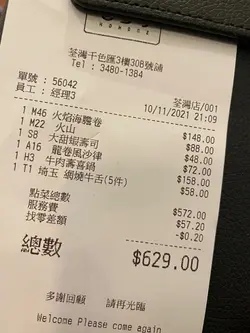 荃灣千色匯3樓308號舖
Tel : 3480-1384
荃灣店/001
單號 : 56042
10/11/2021 21:09
員工 : 經理3
1 M46 火焰海膽卷 $148.00
1 M22 火山 $88.00
1 S8 大甜蝦壽司 $48.00
1 A16 龍卷風沙律 $72.00
1 H3 牛肉壽喜鍋 $158.00
1 T1 埼玉 網燒牛舌(5件) $58.00
點菜總數 $572.00
服務費 $57.20
找零差額 -$0.20
總數 $629.00
多謝回顧 請再光臨
Welcome Please come again